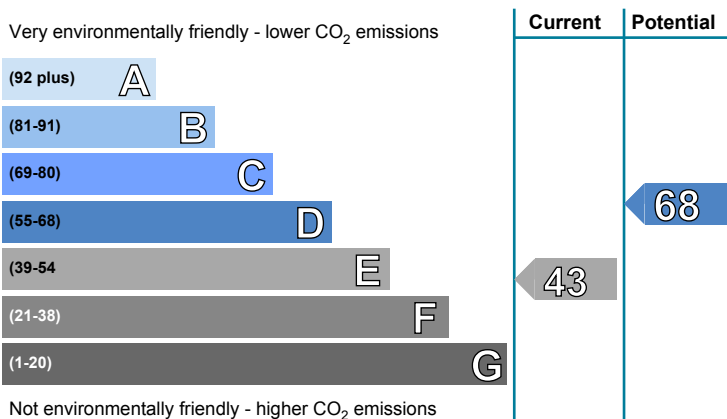 Current Potential
Very environmentally friendly - lower CO2 emissions
(92 plus) A
(81-91) B
(69-80) C
(55-68) D
68
(39-54 E
43
(21-38) F
(1-20) G
Not environmentally friendly - higher CO2 emissions